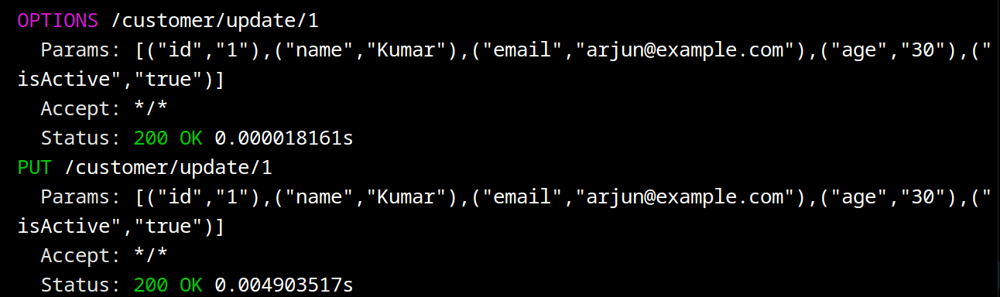 OPTIONS /customer/update/1
  Params: [("id","1"),("name","Kumar"),("email","arjun@example.com"),("age","30"),("
isActive","true")]
  Accept: */*
  Status: 200 OK 0.000018161s
PUT /customer/update/1
  Params: [("id","1"),("name","Kumar"),("email","arjun@example.com"),("age","30"),("
isActive","true")]
  Accept: */*
  Status: 200 OK 0.004903517s